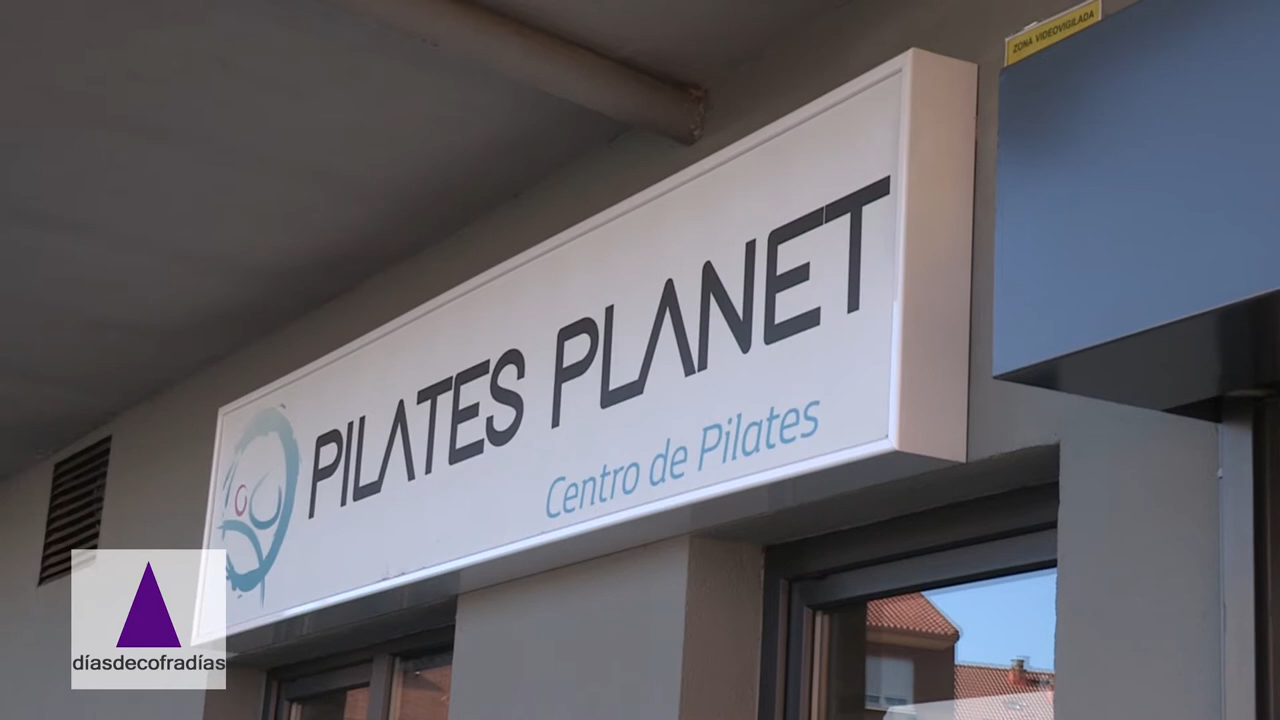 ZONA VIDEOVIGILADA
PILATES PLANET
Centro de Pilates
díasdecofradías